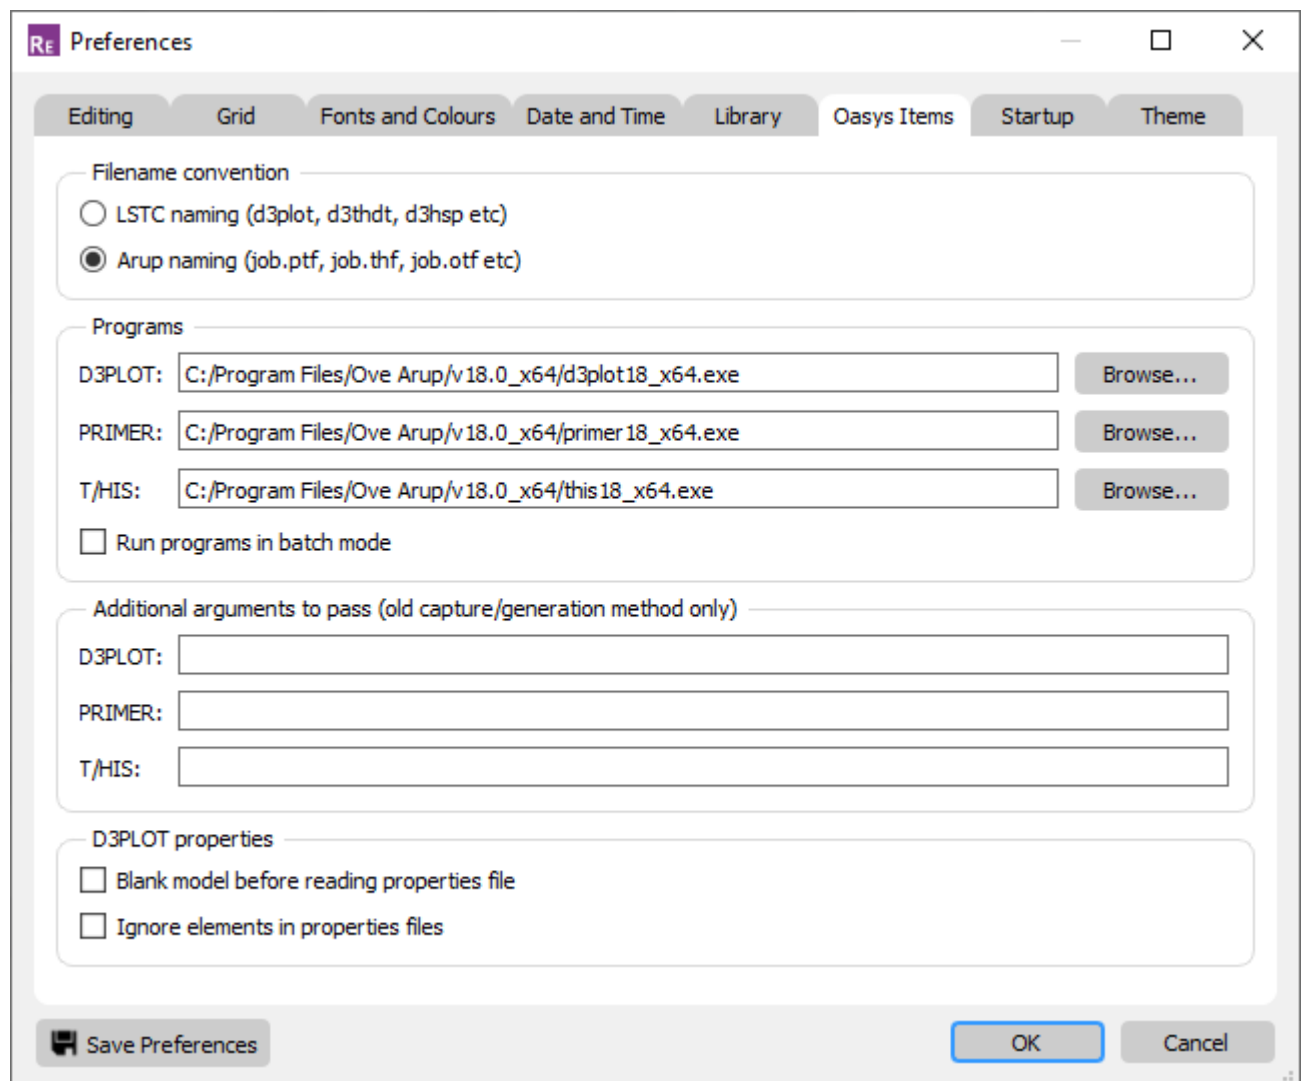 RE Preferences
Editing Grid Fonts and Colours Date and Time Library Oasys Items Startup Theme
Filename convention
LSTC naming (d3plot, d3thdt, d3hsp etc)
Arup naming (job.ptf, job.thf, job.otf etc)
Programs
D3PLOT: C:/Program Files/Ove Arup/v18.0_x64/d3plot18_x64.exe Browse...
PRIMER: C:/Program Files/Ove Arup/v18.0_x64/primer18_x64.exe Browse...
T/HIS: C:/Program Files/Ove Arup/v18.0_x64/this18_x64.exe Browse...
Run programs in batch mode
Additional arguments to pass (old capture/generation method only)
D3PLOT:
PRIMER:
T/HIS:
D3PLOT properties
Blank model before reading properties file
Ignore elements in properties files
Save Preferences OK Cancel